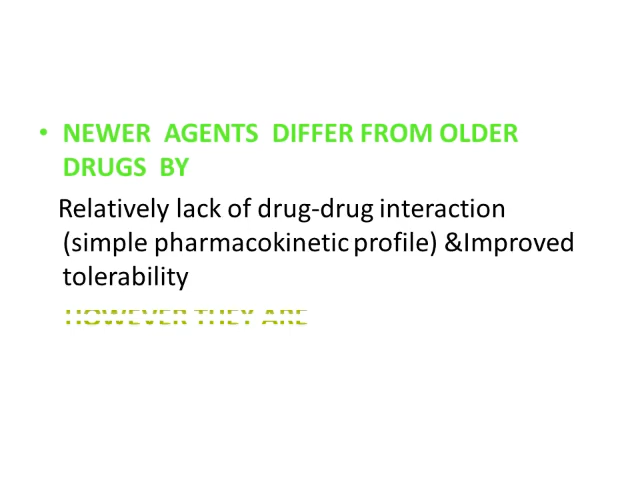 • NEWER AGENTS DIFFER FROM OLDER
DRUGS BY
Relatively lack of drug-drug interaction
(simple pharmacokinetic profile) &Improved
tolerability
HOWEVER THEY ARE